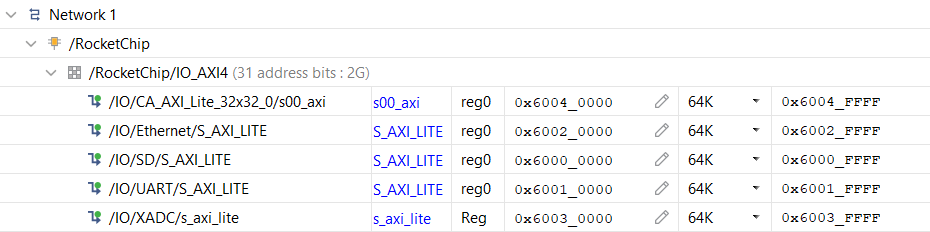 Network 1
/RocketChip
/RocketChip/IO_AXI4 (31 address bits : 2G)
/IO/CA_AXI_Lite_32x32_0/s00_axi s00_axi reg0 0x6004_0000 64K 0x6004_FFFF
/IO/Ethernet/S_AXI_LITE S_AXI_LITE reg0 0x6002_0000 64K 0x6002_FFFF
/IO/SD/S_AXI_LITE S_AXI_LITE reg0 0x6000_0000 64K 0x6000_FFFF
/IO/UART/S_AXI_LITE S_AXI_LITE reg0 0x6001_0000 64K 0x6001_FFFF
/IO/XADC/s_axi_lite s_axi_lite Reg 0x6003_0000 64K 0x6003_FFFF